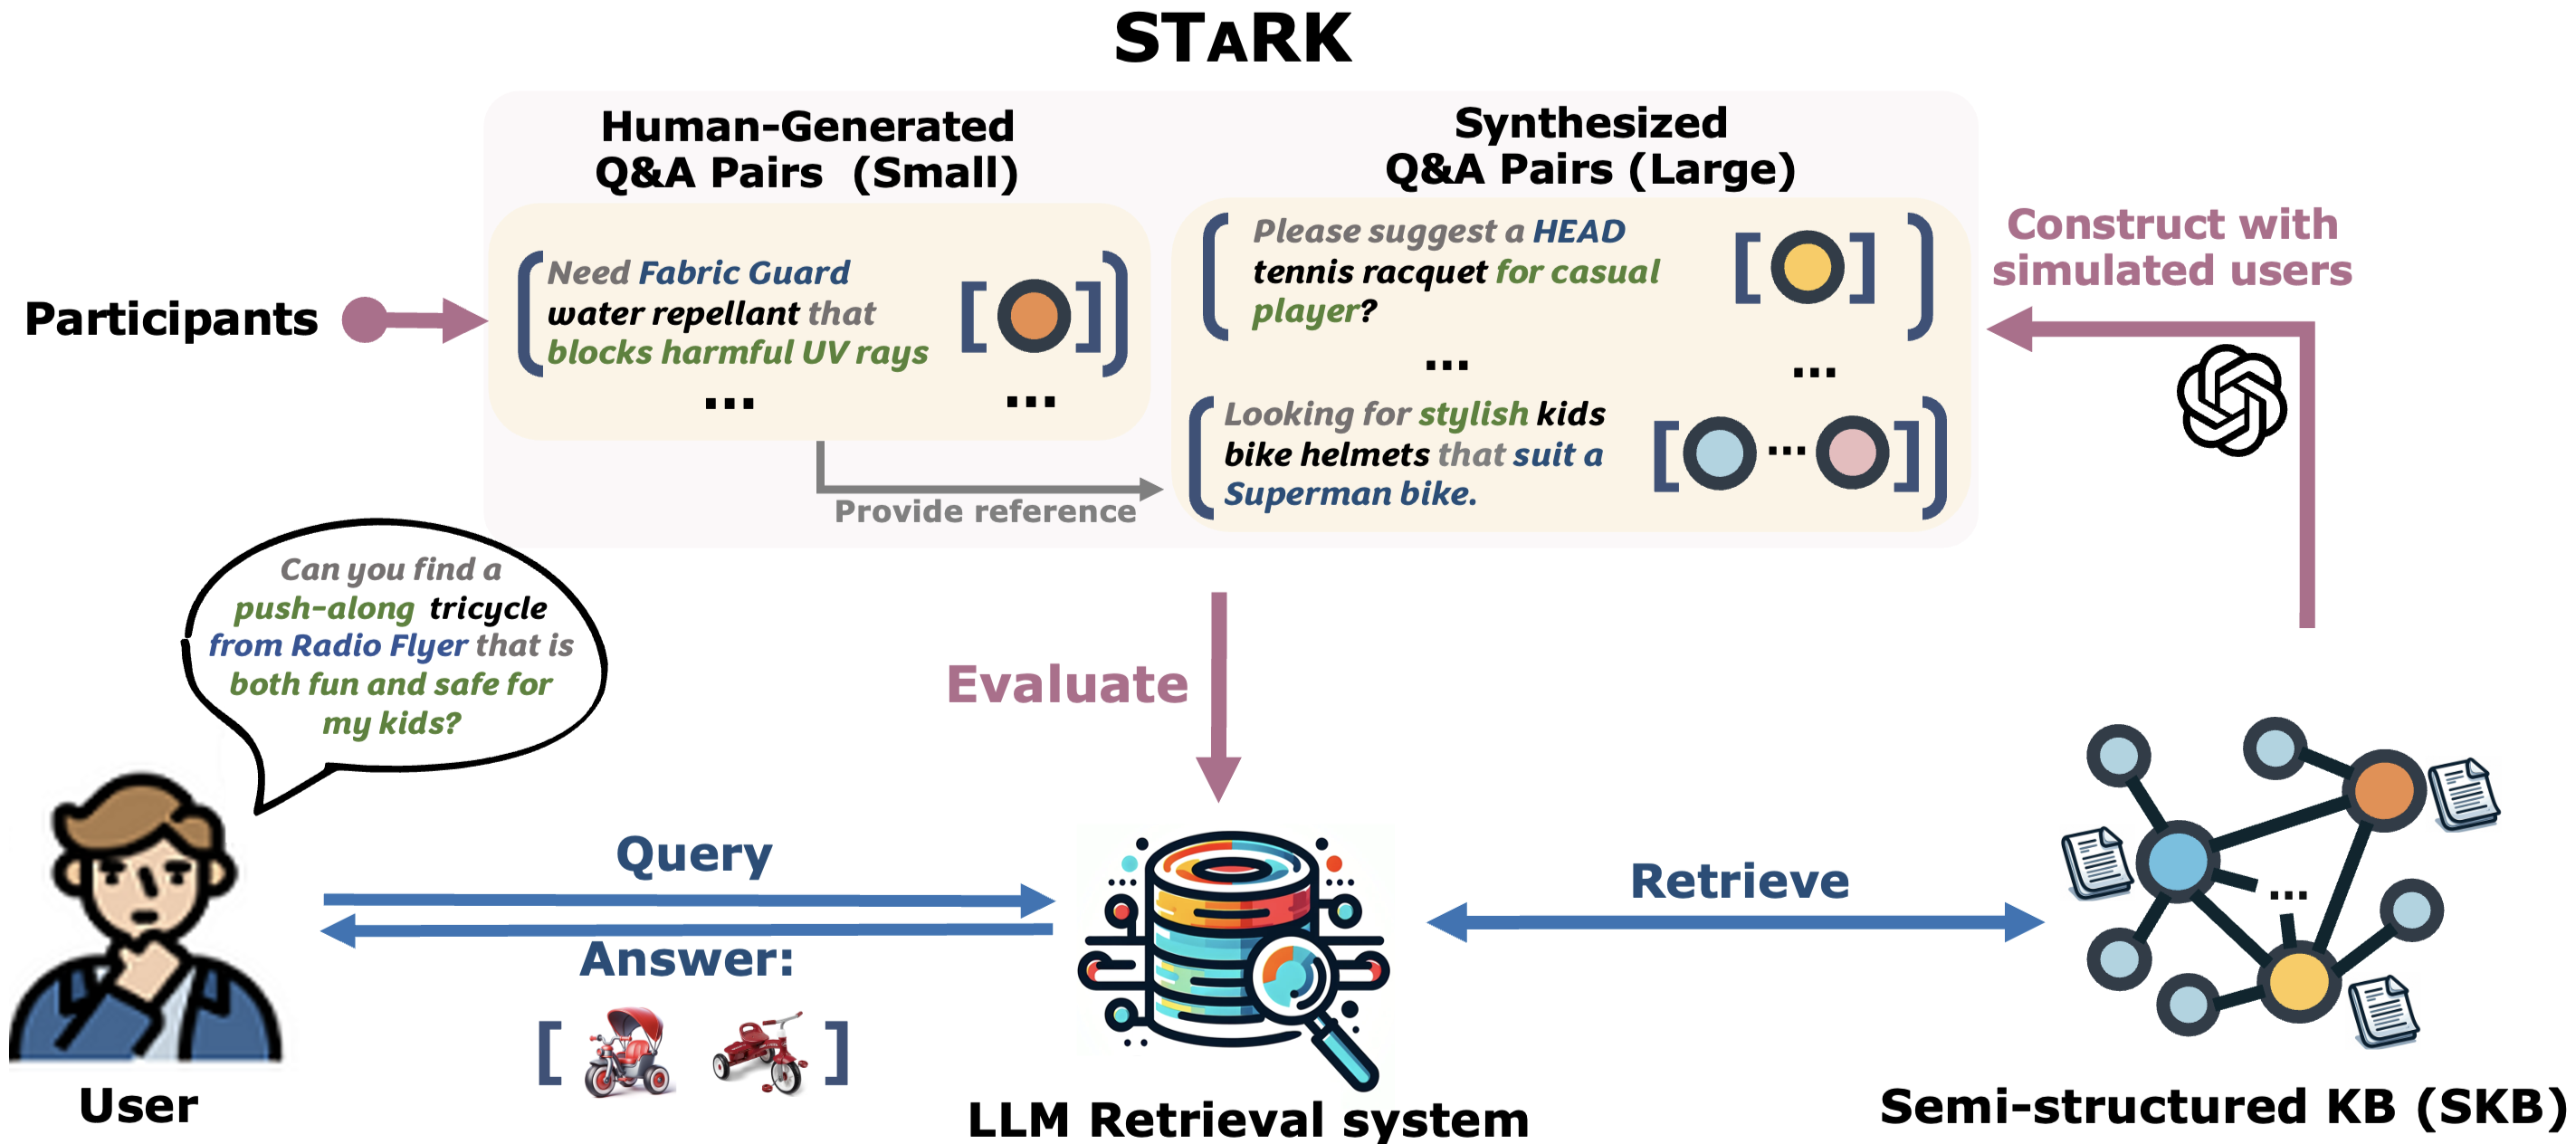 STARK
Human-Generated
Q&A Pairs (Small)
Synthesized
Q&A Pairs (Large)
Participants
Need Fabric Guard
water repellant that
blocks harmful UV rays
...
...
Please suggest a HEAD
tennis racquet for casual
player?
...
...
Looking for stylish kids
bike helmets that suit a
Superman bike.
...
Provide reference
Construct with
simulated users
Can you find a
push-along tricycle
from Radio Flyer that is
both fun and safe for
my kids?
Evaluate
Query
Answer:
Retrieve
...
User
LLM Retrieval system
Semi-structured KB (SKB)